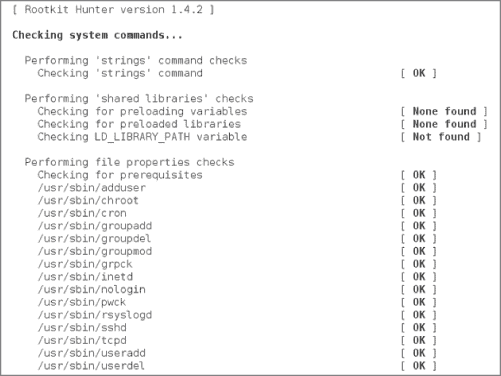 [ Rootkit Hunter version 1.4.2 ]
Checking system commands...
Performing 'strings' command checks
Checking 'strings' command [ OK ]
Performing 'shared libraries' checks
Checking for preloading variables [ None found ]
Checking for preloaded libraries [ None found ]
Checking LD_LIBRARY_PATH variable [ Not found ]
Performing file properties checks
Checking for prerequisites [ OK ]
/usr/sbin/adduser [ OK ]
/usr/sbin/chroot [ OK ]
/usr/sbin/cron [ OK ]
/usr/sbin/groupadd [ OK ]
/usr/sbin/groupdel [ OK ]
/usr/sbin/groupmod [ OK ]
/usr/sbin/grpck [ OK ]
/usr/sbin/inetd [ OK ]
/usr/sbin/nologin [ OK ]
/usr/sbin/pwck [ OK ]
/usr/sbin/rsyslogd [ OK ]
/usr/sbin/sshd [ OK ]
/usr/sbin/tcpd [ OK ]
/usr/sbin/useradd [ OK ]
/usr/sbin/userdel [ OK ]